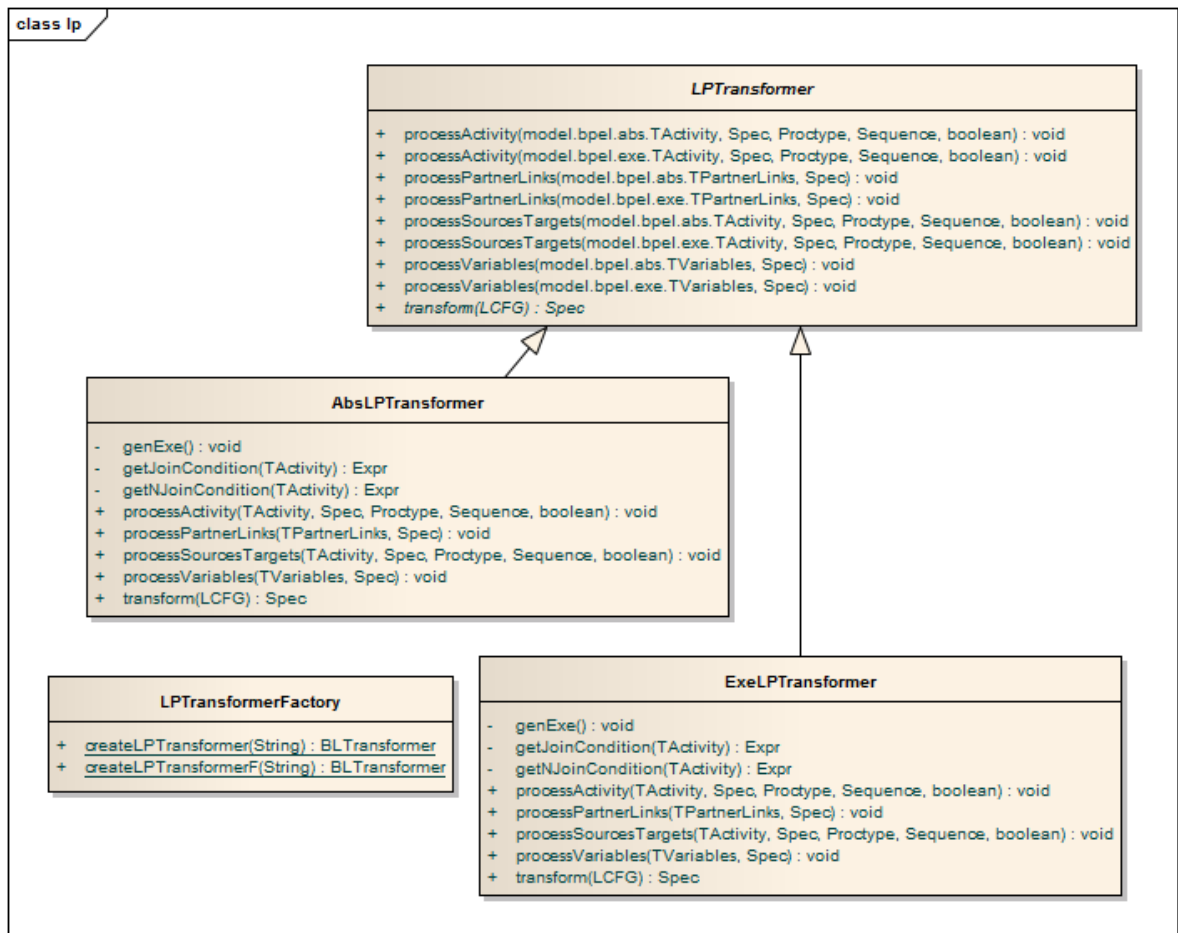 class lp
LPTransformer
+ processActivity(model.bpel.abs.TActivity, Spec, Proctype, Sequence, boolean) : void
+ processActivity(model.bpel.exe.TActivity, Spec, Proctype, Sequence, boolean) : void
+ processPartnerLinks(model.bpel.abs.TPartnerLinks, Spec) : void
+ processPartnerLinks(model.bpel.exe.TPartnerLinks, Spec) : void
+ processSourcesTargets(model.bpel.abs.TActivity, Spec, Proctype, Sequence, boolean) : void
+ processSourcesTargets(model.bpel.exe.TActivity, Spec, Proctype, Sequence, boolean) : void
+ processVariables(model.bpel.abs.TVariables, Spec) : void
+ processVariables(model.bpel.exe.TVariables, Spec) : void
+ transform(LCFG) : Spec
AbsLPTransformer
- genExe() : void
- getJoinCondition(TActivity) : Expr
- getNJoinCondition(TActivity) : Expr
+ processActivity(TActivity, Spec, Proctype, Sequence, boolean) : void
+ processPartnerLinks(TPartnerLinks, Spec) : void
+ processSourcesTargets(TActivity, Spec, Proctype, Sequence, boolean) : void
+ processVariables(TVariables, Spec) : void
+ transform(LCFG) : Spec
LPTransformerFactory
+ createLPTransformer(String) : BLTransformer
+ createLPTransformerF(String) : BLTransformer
ExeLPTransformer
- genExe() : void
- getJoinCondition(TActivity) : Expr
- getNJoinCondition(TActivity) : Expr
+ processActivity(TActivity, Spec, Proctype, Sequence, boolean) : void
+ processPartnerLinks(TPartnerLinks, Spec) : void
+ processSourcesTargets(TActivity, Spec, Proctype, Sequence, boolean) : void
+ processVariables(TVariables, Spec) : void
+ transform(LCFG) : Spec